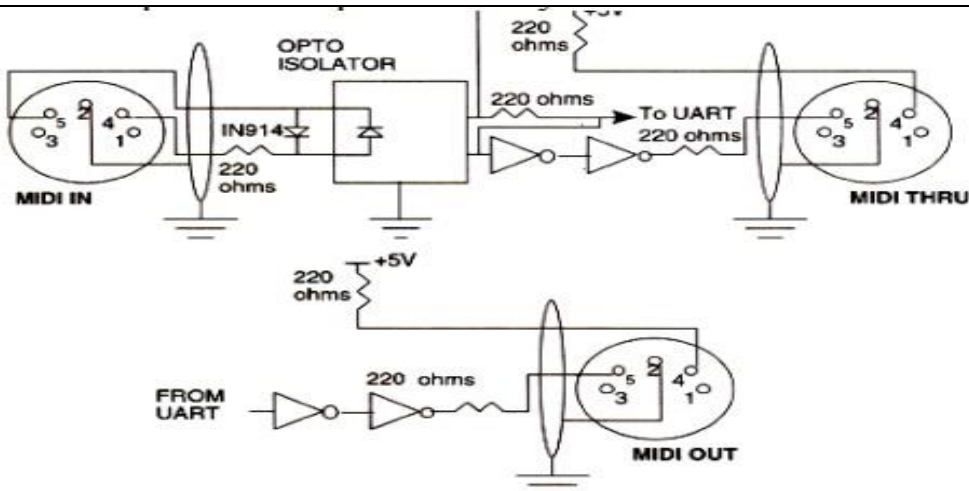 +5V
220
ohms
OPTO
ISOLATOR
220 ohms
To UART
IN914
220 ohms
220
ohms
5 2 4
3 1
5 2 4
3 1
MIDI IN
MIDI THRU
+5V
220
ohms
220 ohms
FROM
UART
5 2 4
3 1
MIDI OUT